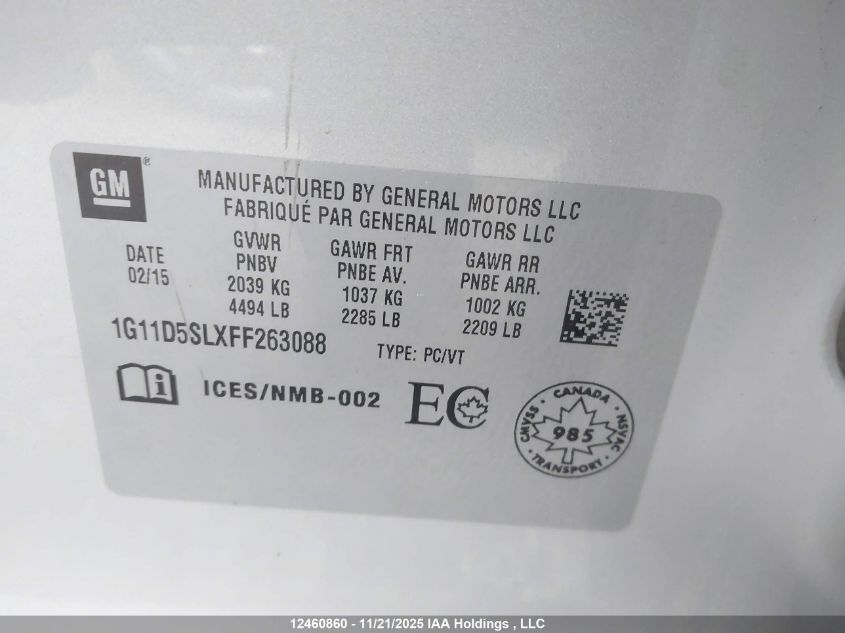 GM®
MANUFACTURED BY GENERAL MOTORS LLC
FABRIQUÉ PAR GENERAL MOTORS LLC
DATE
02/15
GVWR
PNBV
2039 KG
4494 LB
GAWR FRT
PNBE AV.
1037 KG
2285 LB
GAWR RR
PNBE ARR.
1002 KG
2209 LB
1G11D5SLXFF263088
TYPE: PC/VT
ICES/NMB-002
EC
CANADA
CMVSS
NSVAC
985
TRANSPORT
12460860 - 11/21/2025 IAA Holdings , LLC